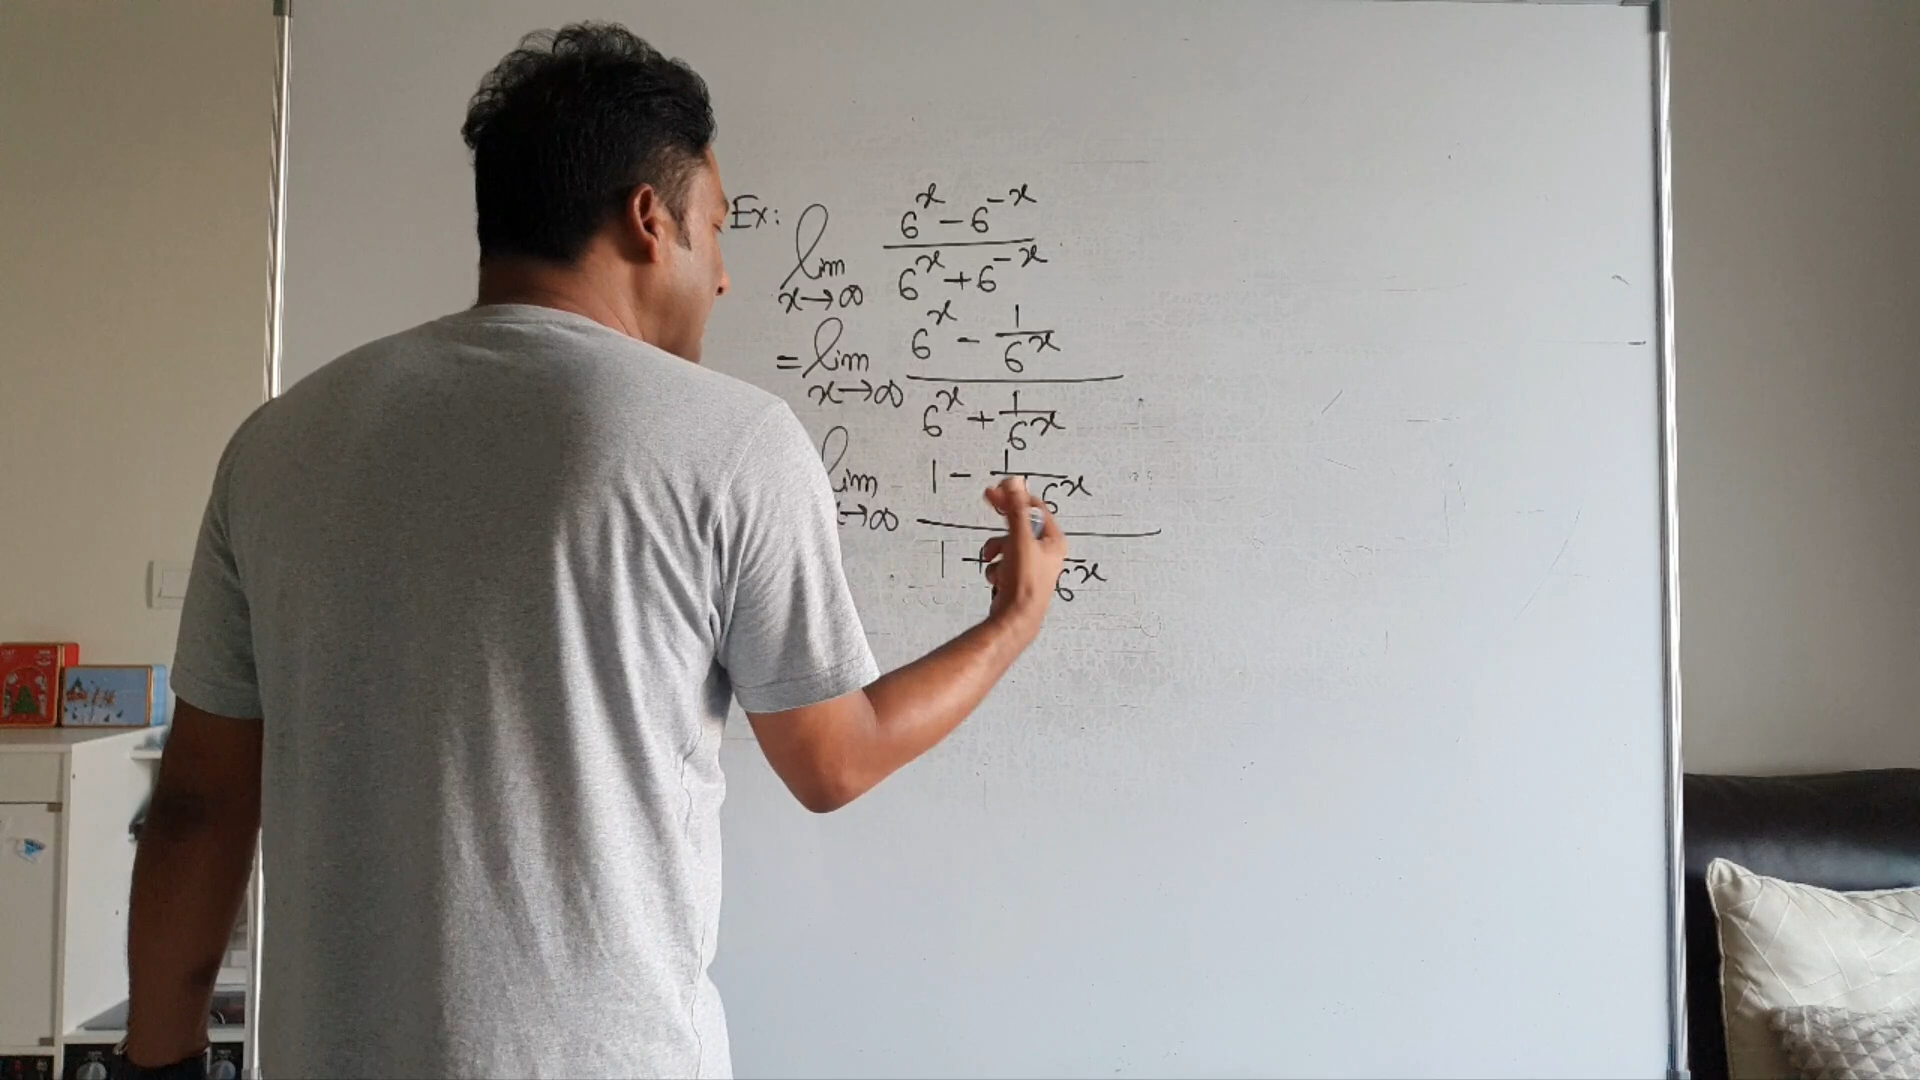 Ex: lim x→∞ (6^x − 6^−x) / (6^x + 6^−x)
= lim x→∞ (6^x − 1/6^x) / (6^x + 1/6^x)
lim x→∞ (1 − 1/ 6^x) / (1 + 6^x)